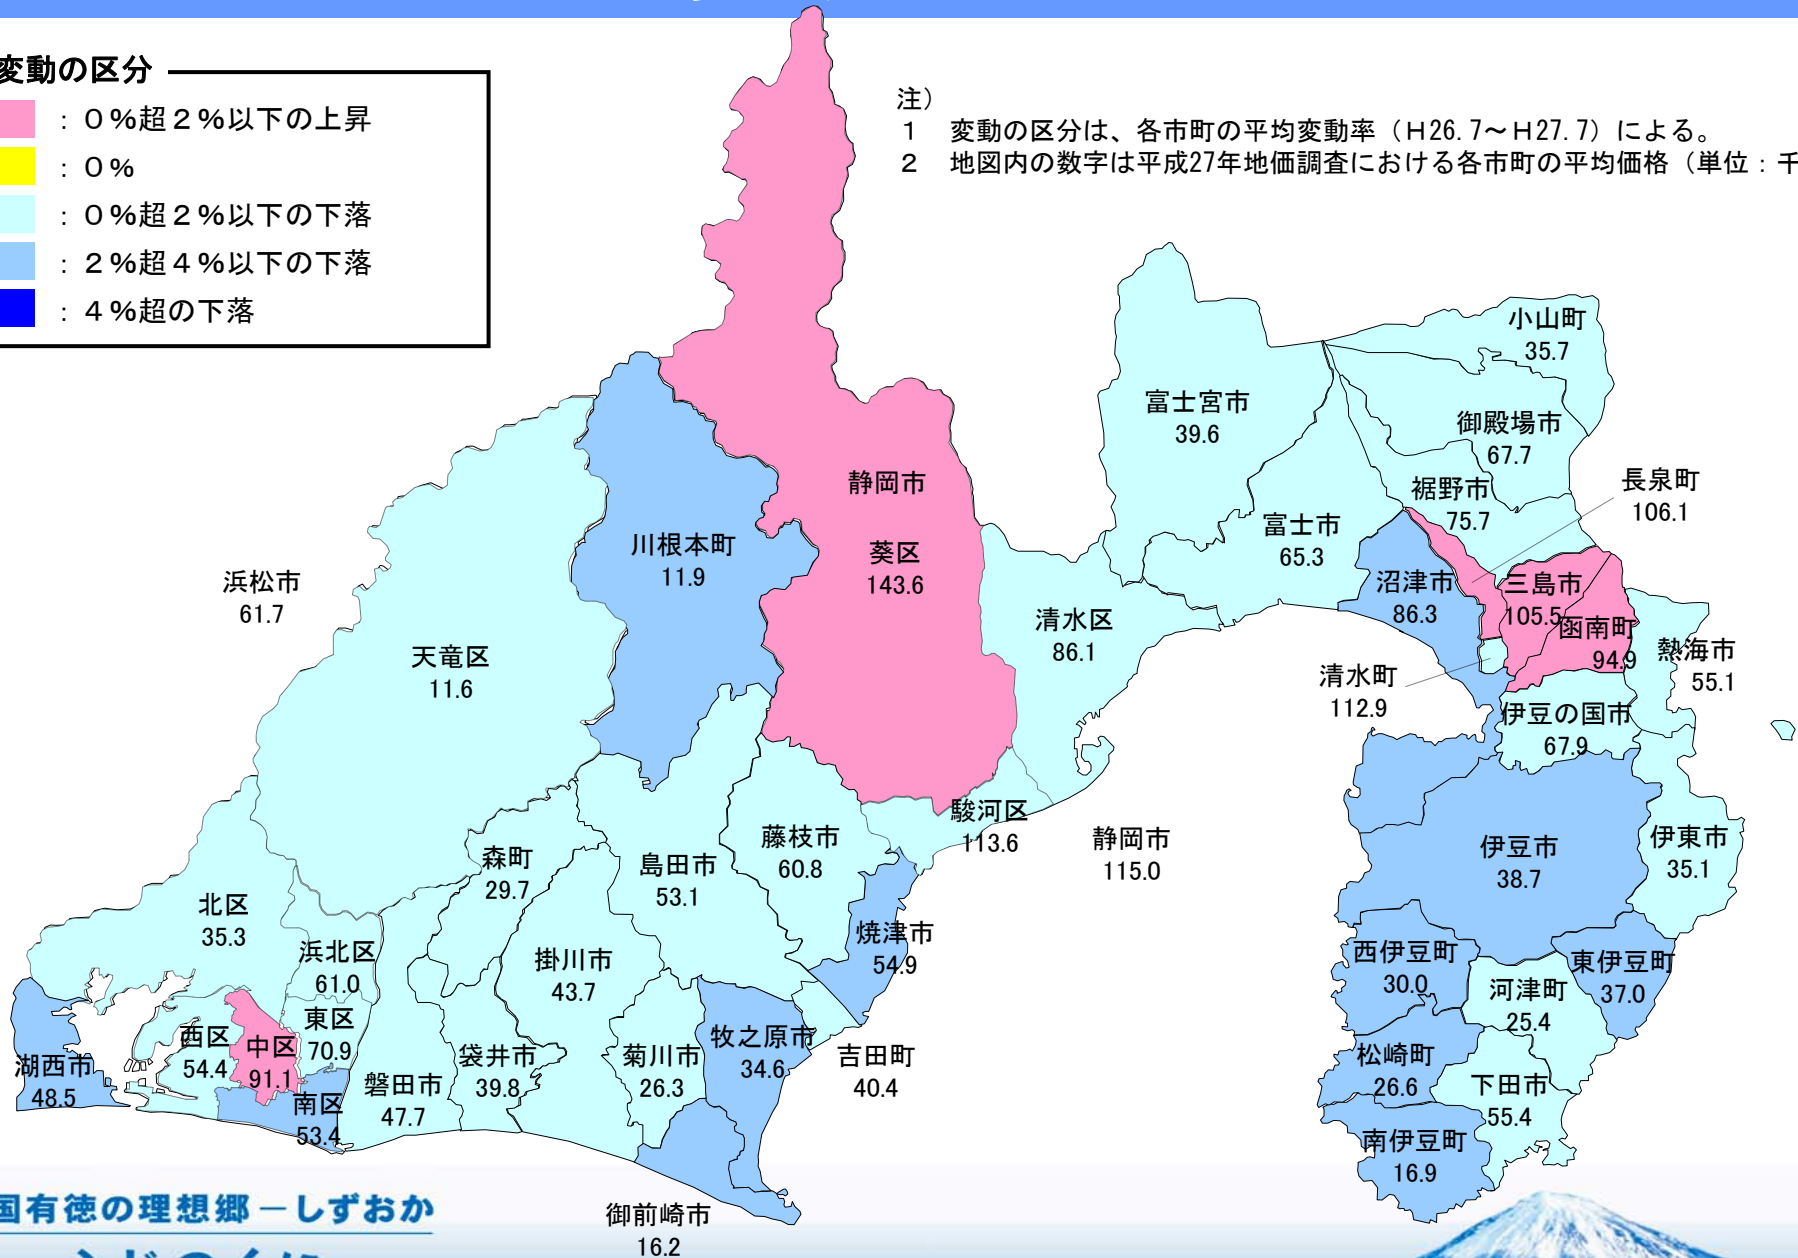 変動の区分
：０％超２％以下の上昇
：０％
：０％超２％以下の下落
：２％超４％以下の下落
：４％超の下落
注）
１　変動の区分は、各市町の平均変動率（H26.7～H27.7）による。
２　地図内の数字は平成27年地価調査における各市町の平均価格（単位：千
小山町
35.7
富士宮市
39.6
御殿場市
67.7
裾野市
75.7
長泉町
106.1
静岡市
葵区
143.6
富士市
65.3
川根本町
11.9
沼津市
86.3
三島市
105.5
函南町
94.9
浜松市
61.7
清水区
86.1
熱海市
55.1
天竜区
11.6
清水町
112.9
伊豆の国市
67.9
駿河区
113.6
静岡市
115.0
藤枝市
60.8
森町
29.7
島田市
53.1
伊豆市
38.7
伊東市
35.1
北区
35.3
浜北区
61.0
掛川市
43.7
焼津市
54.9
西伊豆町
30.0
東伊豆町
37.0
河津町
25.4
西区
54.4
中区
91.1
東区
70.9
湖西市
48.5
南区
53.4
磐田市
47.7
袋井市
39.8
菊川市
26.3
牧之原市
34.6
吉田町
40.4
松崎町
26.6
下田市
55.4
南伊豆町
16.9
御前崎市
16.2
国有徳の理想郷－しずおか